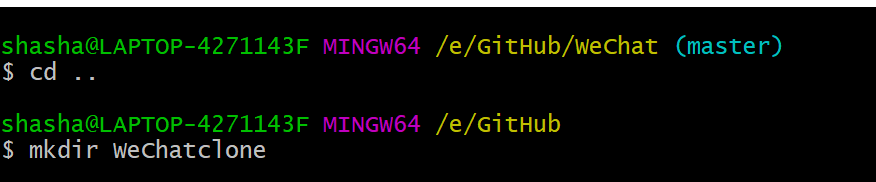 shasha@LAPTOP-4271143F MINGW64 /e/GitHub/WeChat (master)
$ cd ..
shasha@LAPTOP-4271143F MINGW64 /e/GitHub
$ mkdir WeChatclone